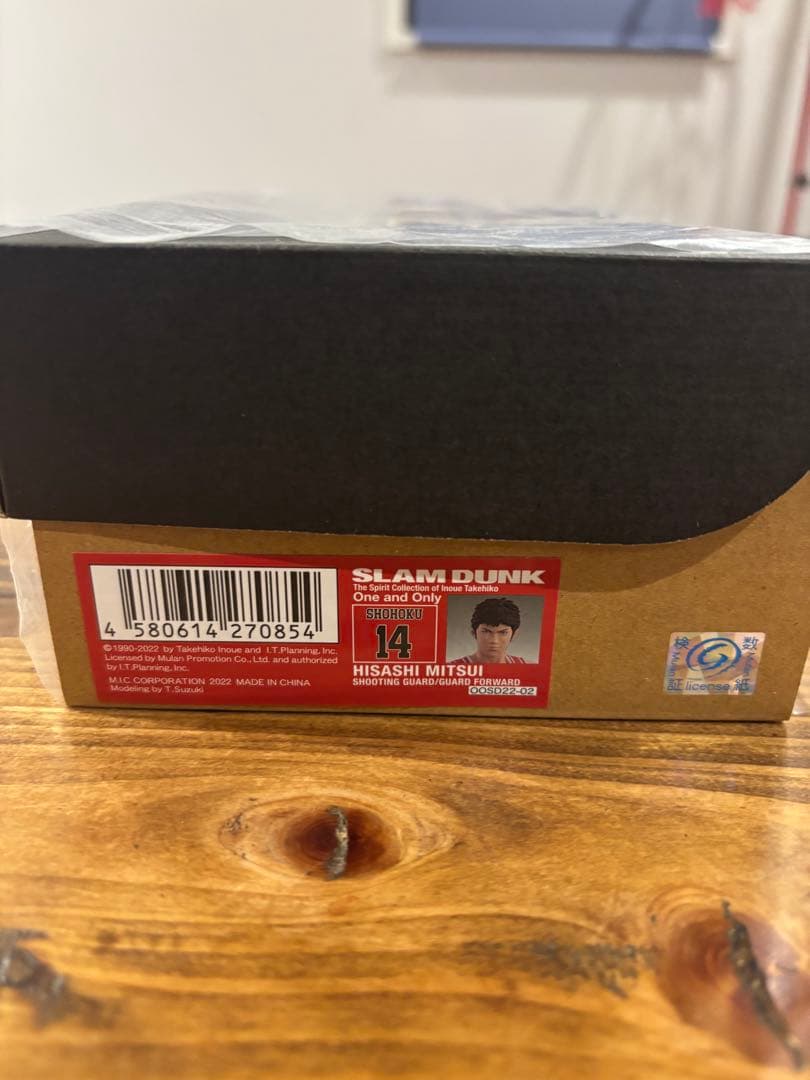 4 580614 270854
©1990-2022 by Takehiko Inoue and I.T.Planning, Inc.
Licensed by Mulan Promotion Co., Ltd. and authorized
by I.T.Planning, Inc.
M.I.C. CORPORATION 2022 MADE IN CHINA
Modeling by T.Suzuki
SLAM DUNK
The Spirit Collection of Inoue Takehiko
One and Only
SHOHOKU
14
HISASHI MITSUI
SHOOTING GUARD/GUARD FORWARD
OOSD22-02
license